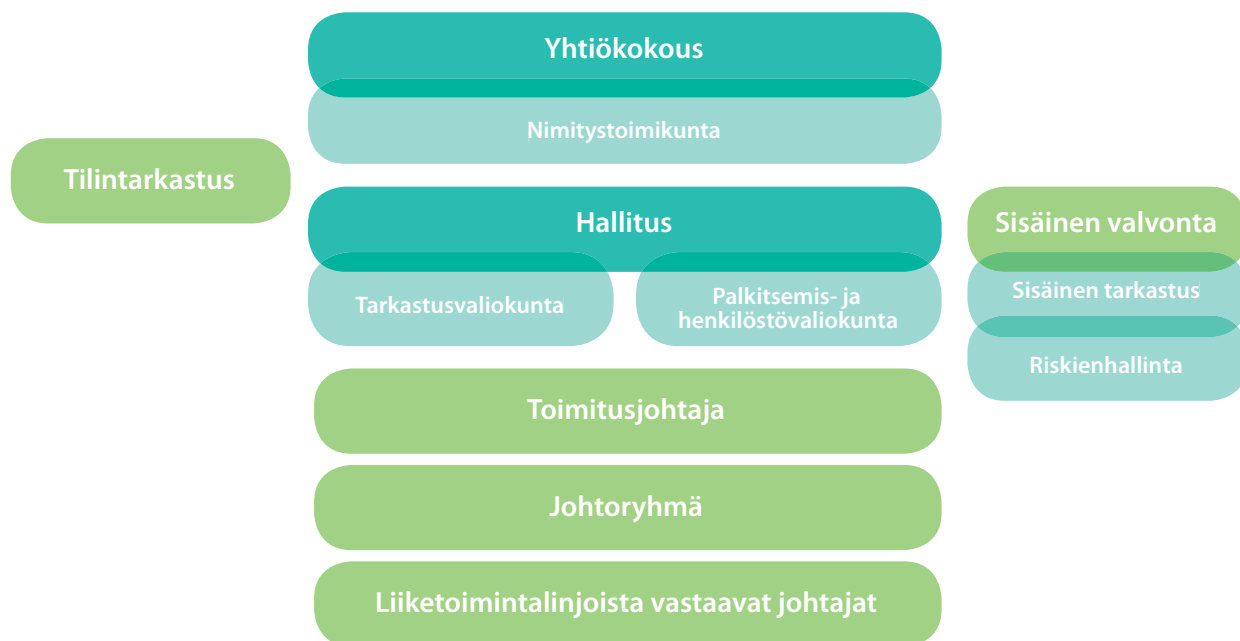 Yhtiökokous
Nimitystoimikunta
Tilintarkastus
Hallitus
Tarkastusvaliokunta
Palkitsemis- ja
henkilöstövaliokunta
Sisäinen valvonta
Sisäinen tarkastus
Riskienhallinta
Toimitusjohtaja
Johtoryhmä
Liiketoimintalinjoista vastaavat johtajat